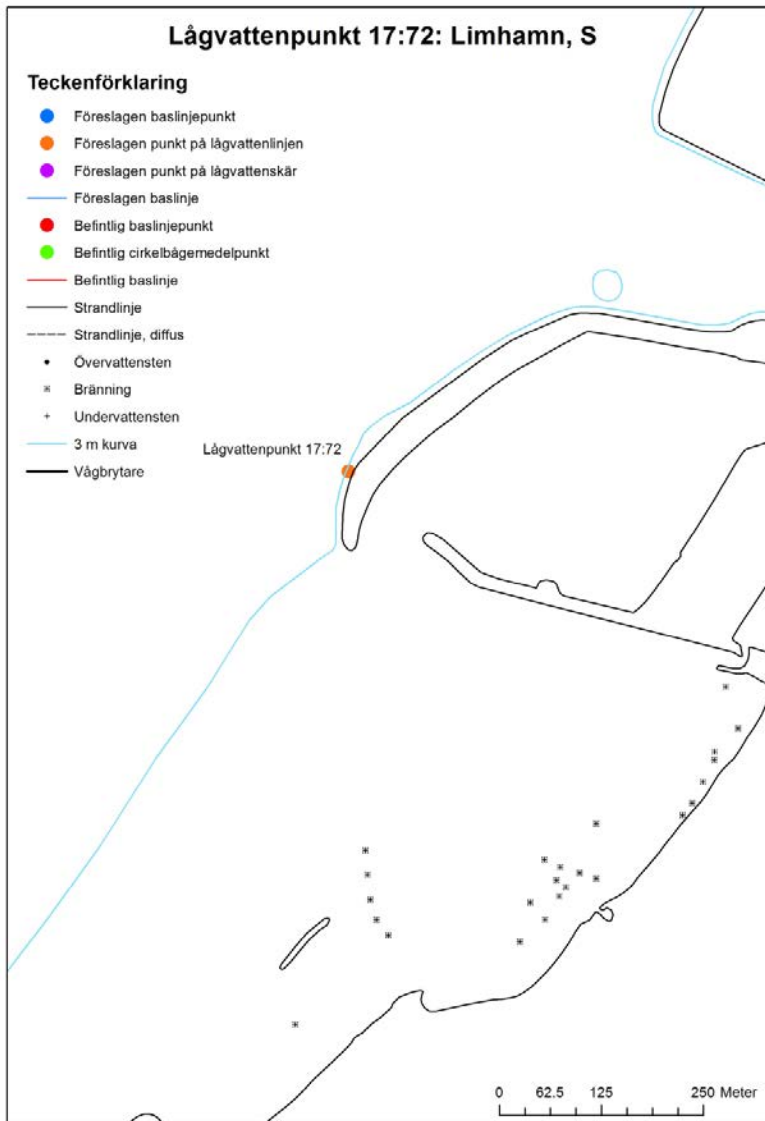 Lågvattenpunkt 17:72: Limhamn, S
Teckenförklaring
Föreslagen baslinjepunkt
Föreslagen punkt på lågvattenlinjen
Föreslagen punkt på lågvattenskär
Föreslagen baslinje
Befintlig baslinjepunkt
Befintlig cirkelbågemedelpunkt
Befintlig baslinje
Strandlinje
Strandlinje, diffus
Övervattensten
Bränning
Undervattensten
3 m kurva
Vågbrytare
Lågvattenpunkt 17:72
0 62.5 125 250 Meter